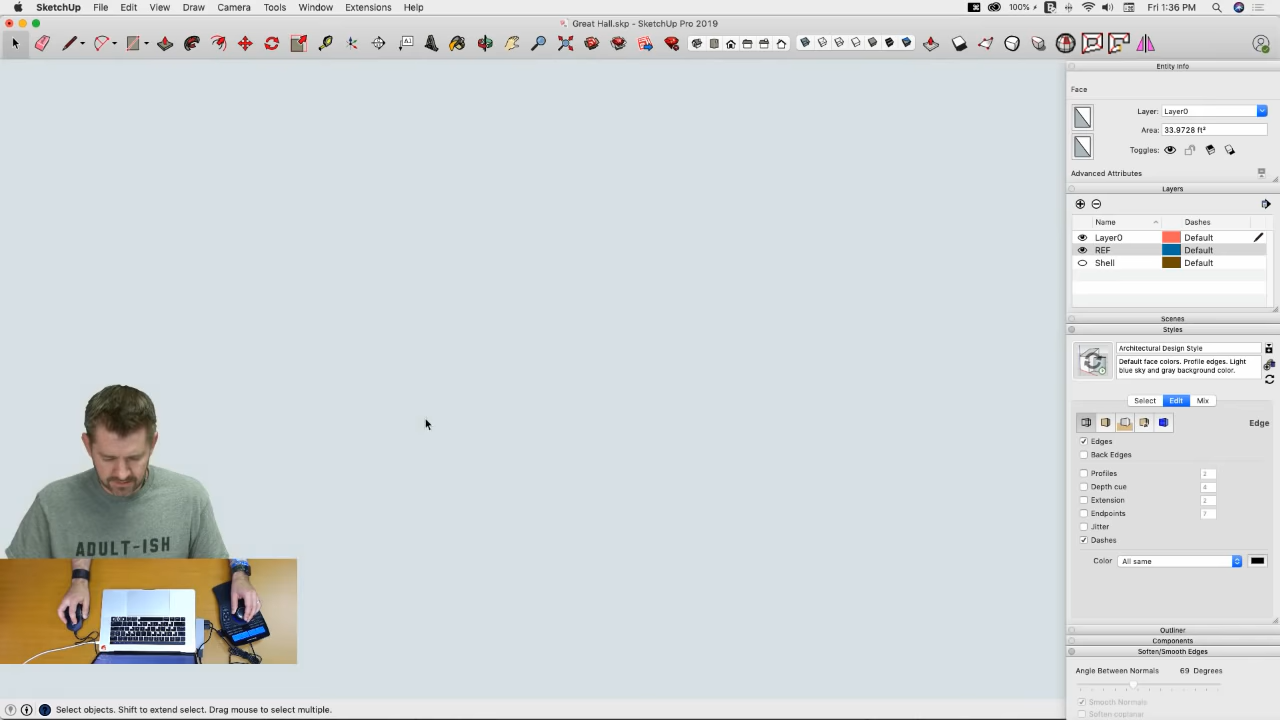 SketchUp File Edit View Draw Camera Tools Window Extensions Help 100% Fri 1:36 PM
Great Hall.skp - SketchUp Pro 2019
Entity Info
Face
Layer: Layer0
Area: 33.9728 ft²
Toggles:
Advanced Attributes
Layers
Name Dashes
Layer0 Default
REF Default
Shell Default
Scenes
Styles
Architectural Design Style
Default face colors. Profile edges. Light
blue sky and gray background color.
Select Edit Mix
Edge
Edges
Back Edges
Profiles 2
Depth cue 4
Extension 2
Endpoints 7
Jitter
Dashes
Color All same
ADULT-ISH
Outliner
Components
Soften/Smooth Edges
Angle Between Normals 69 Degrees
Smooth Normals
Soften coplanar
Select objects. Shift to extend select. Drag mouse to select multiple.